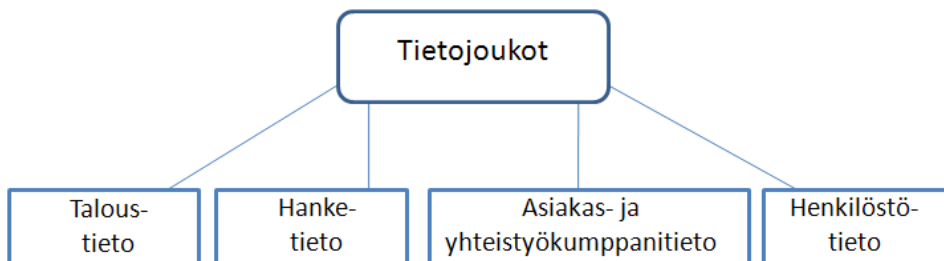 Tietojoukot
Talous-
tieto
Hanke-
tieto
Asiakas- ja
yhteistyökumppanitieto
Henkilöstö-
tieto